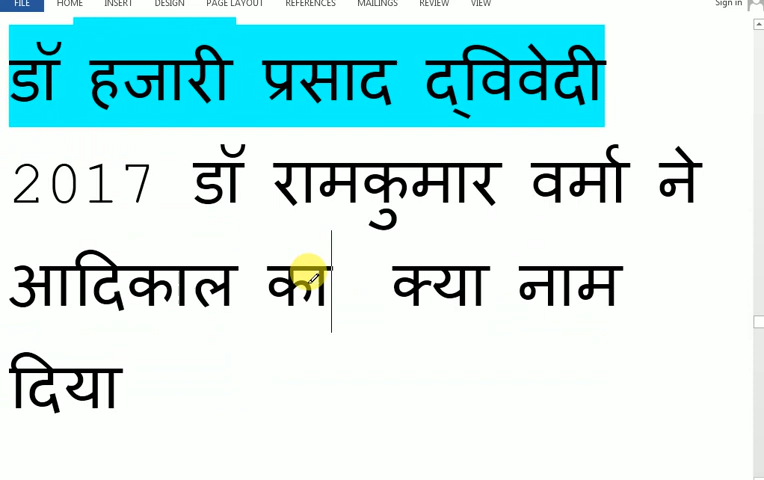 FILE HOME INSERT DESIGN PAGE LAYOUT REFERENCES MAILINGS REVIEW VIEW Sign in
डॉ हजारी प्रसाद द्विवेदी
2017 डॉ रामकुमार वर्मा ने
आदिकाल का क्या नाम
दिया